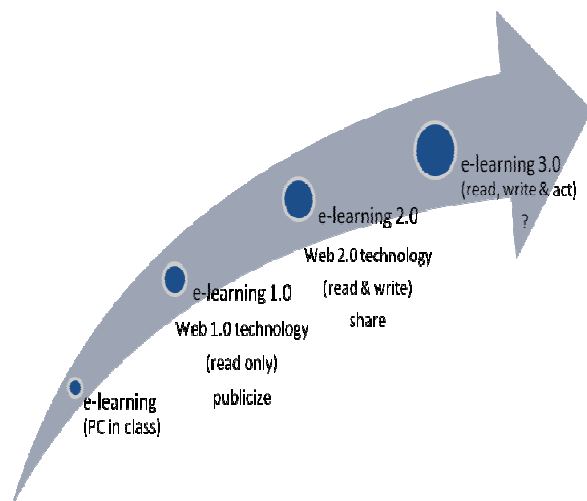 e-learning 3.0
(read, write & act)
?
e-learning 2.0
Web 2.0 technology
(read & write)
share
e-learning 1.0
Web 1.0 technology
(read only)
publicize
e-learning
(PC in class)